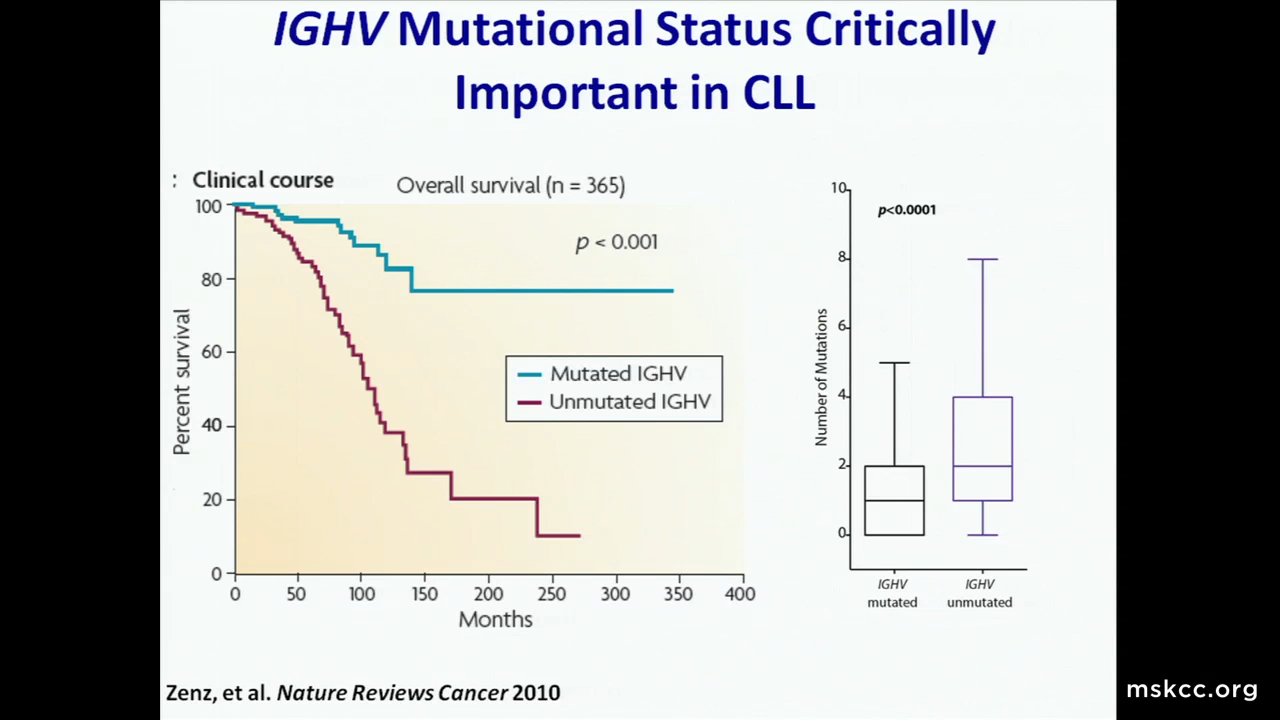 IGHV Mutational Status Critically
Important in CLL
: Clinical course
Overall survival (n = 365)
100
80
60
40
20
0
Percent survival
p < 0.001
Mutated IGHV
Unmutated IGHV
0 50 100 150 200 250 300 350 400
Months
10
8
6
4
2
0
Number of Mutations
p<0.0001
IGHV
mutated
IGHV
unmutated
Zenz, et al. Nature Reviews Cancer 2010
mskcc.org